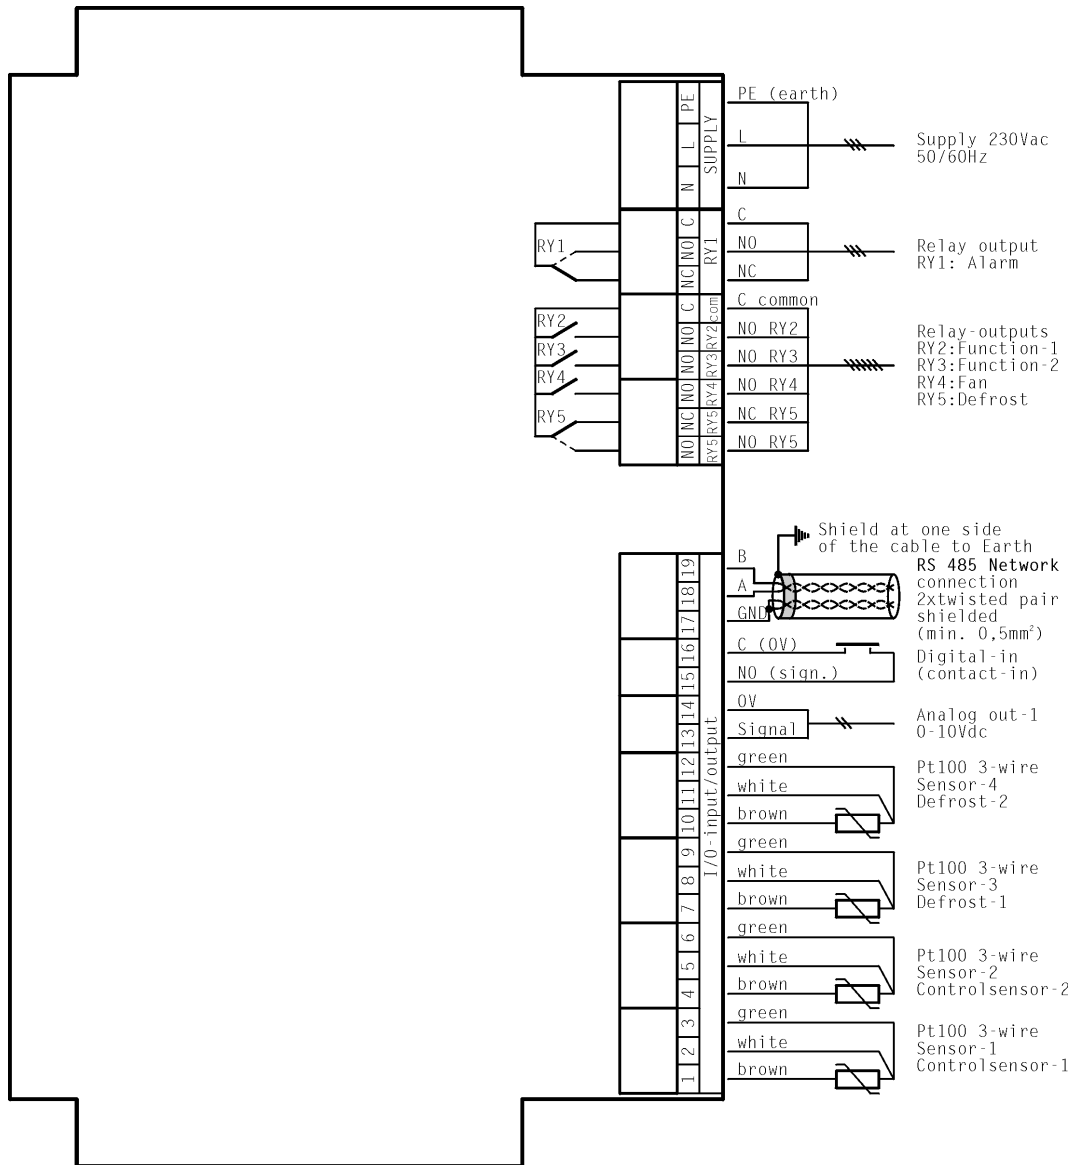 PE
L
N
SUPPLY
PE (earth)
L
N
Supply 230Vac
50/60Hz
RY1
C
NO
NC
RY1
C
NO
NC
Relay output
RY1: Alarm
RY2
RY3
RY4
RY5
C
NO
NO
NO
NC
NO
com
RY2
RY3
RY4
RY5
RY5
C common
NO RY2
NO RY3
NO RY4
NC RY5
NO RY5
Relay-outputs
RY2:Function-1
RY3:Function-2
RY4:Fan
RY5:Defrost
Shield at one side
of the cable to Earth
19
18
17
16
15
14
13
12
11
10
9
8
7
6
5
4
3
2
1
I/O-input/output
B
A
GND
RS 485 Network
connection
2xtwisted pair
shielded
(min. 0,5mm²)
C (0V)
NO (sign.)
Digital-in
(contact-in)
0V
Signal
Analog out-1
0-10Vdc
green
white
brown
Pt100 3-wire
Sensor-4
Defrost-2
green
white
brown
Pt100 3-wire
Sensor-3
Defrost-1
green
white
brown
Pt100 3-wire
Sensor-2
Controlsensor-2
green
white
brown
Pt100 3-wire
Sensor-1
Controlsensor-1